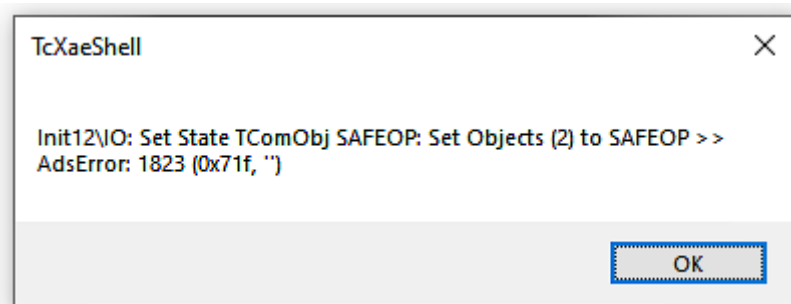 TcXaeShell
Init12\IO: Set State TComObj SAFEOP: Set Objects (2) to SAFEOP >>
AdsError: 1823 (0x71f, '')
OK